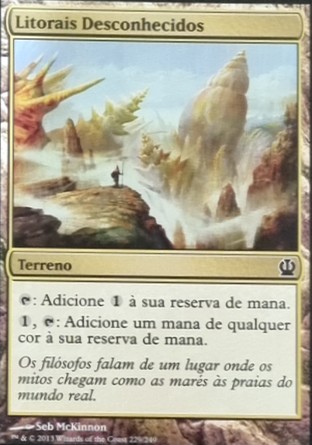 Litorais Desconhecidos
Terreno
: Adicione 1 à sua reserva de mana.
1, : Adicione um mana de qualquer
cor à sua reserva de mana.
Os filósofos falam de um lugar onde os
mitos chegam como as marés às praias do
mundo real.
Seb McKinnon
™ & © 2013 Wizards of the Coast 229/249